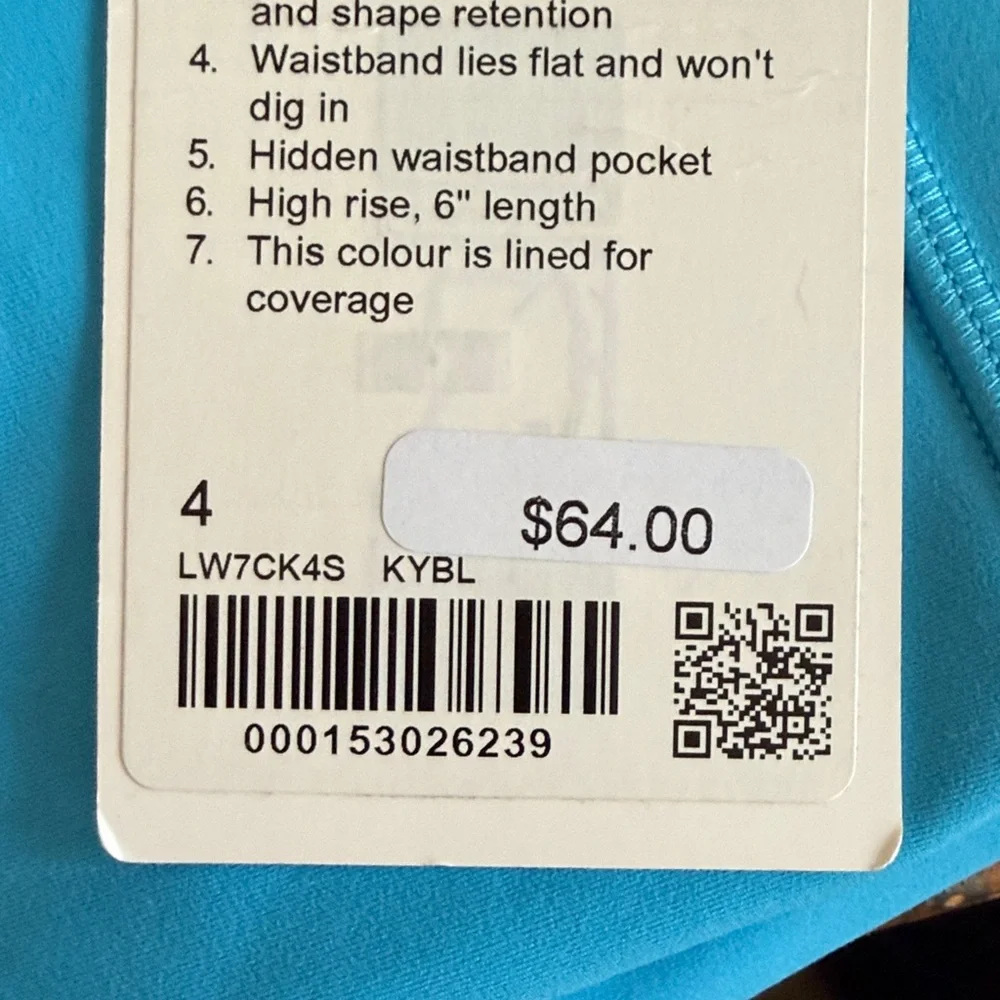 and shape retention
4. Waistband lies flat and won't
dig in
5. Hidden waistband pocket
6. High rise, 6" length
7. This colour is lined for
coverage
4
$64.00
LW7CK4S KYBL
000153026239